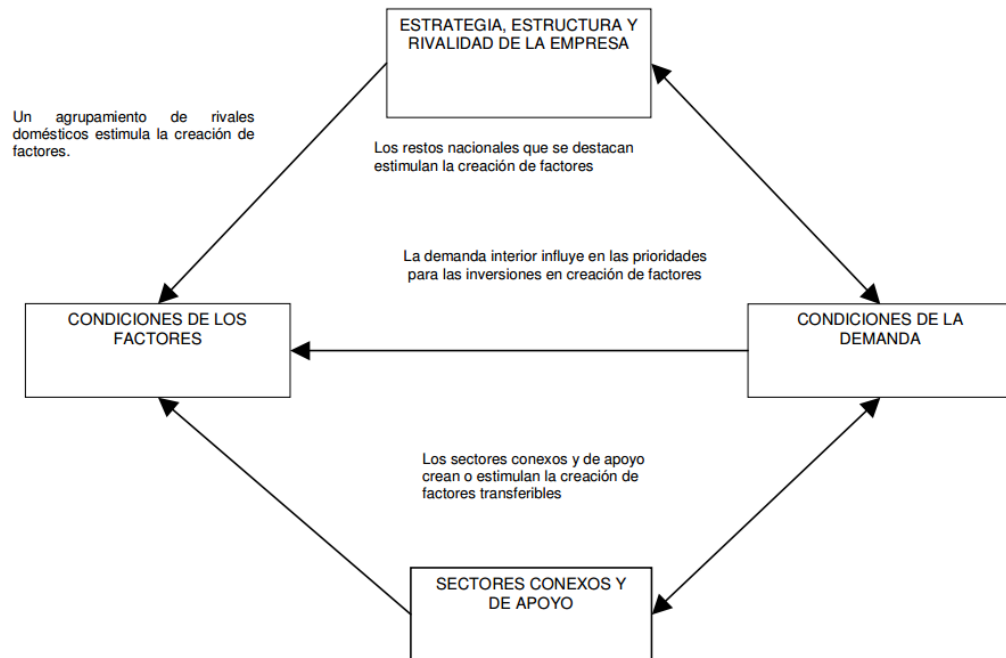 ESTRATEGIA, ESTRUCTURA Y
RIVALIDAD DE LA EMPRESA
Un agrupamiento de rivales
domésticos estimula la creación de
factores.
Los restos nacionales que se destacan
estimulan la creación de factores
La demanda interior influye en las prioridades
para las inversiones en creación de factores
CONDICIONES DE LOS
FACTORES
CONDICIONES DE LA
DEMANDA
Los sectores conexos y de apoyo
crean o estimulan la creación de
factores transferibles
SECTORES CONEXOS Y
DE APOYO